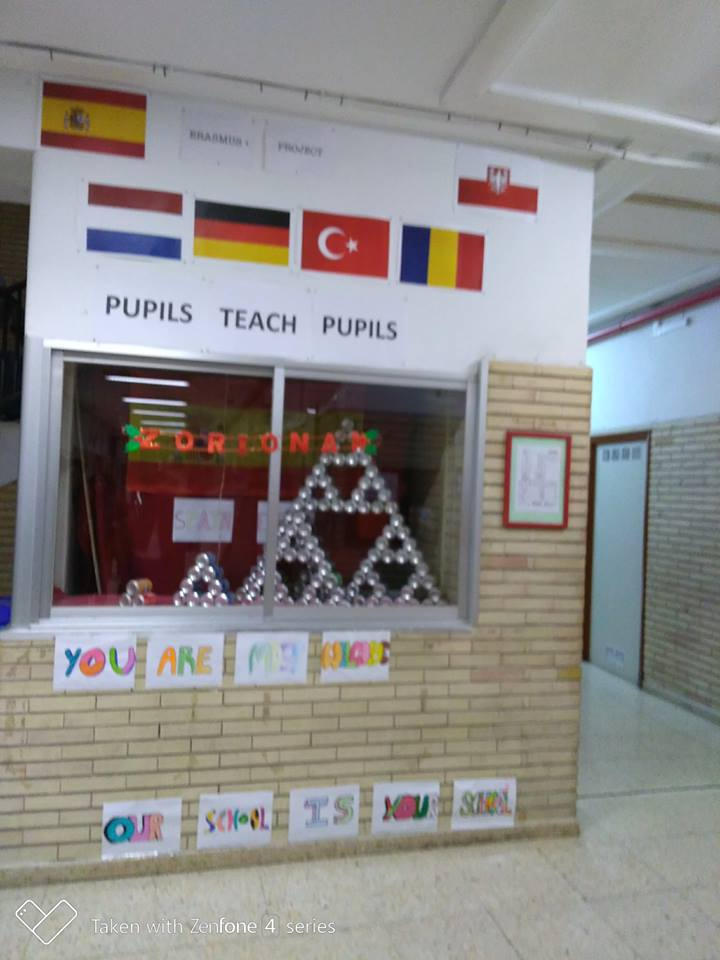 ERASMUS + PROJECT
PUPILS TEACH PUPILS
ZORIONAK
SPAIN
YOU ARE MY
OUR SCHOOL IS YOUR SCHOOL
Taken with Zenfone 4 series